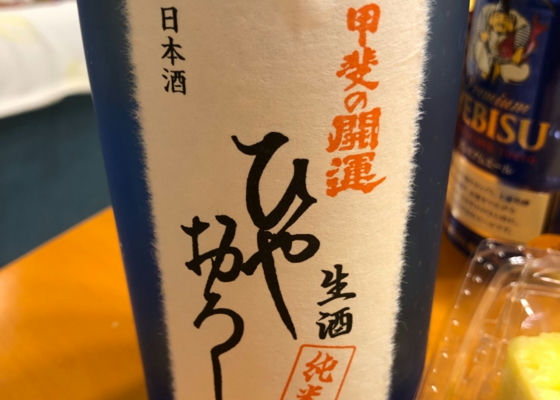 甲斐の開運
ひや
おろし
生酒
純米
日本酒
Premium
YEBISU